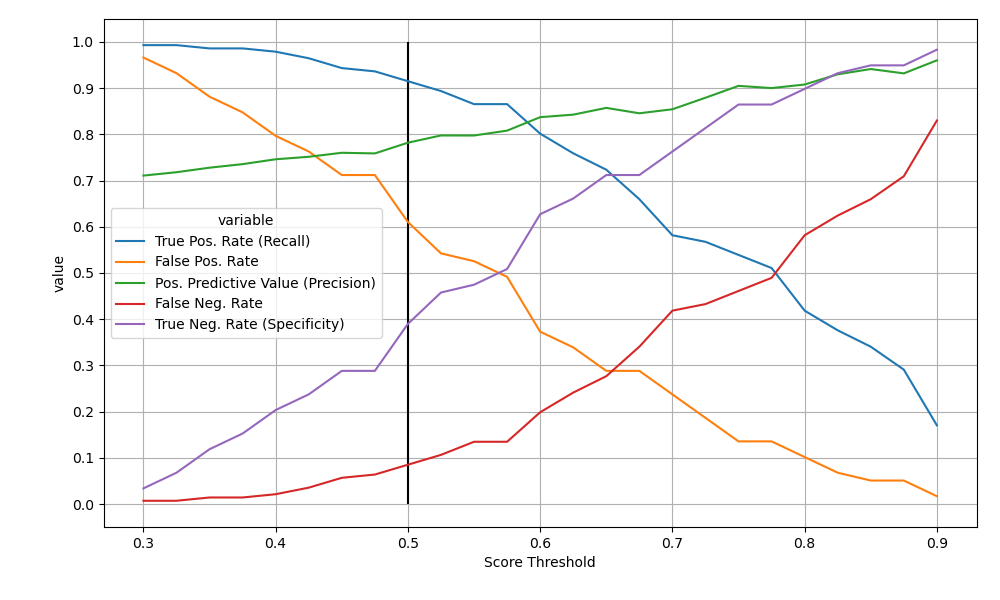 1.0
0.9
0.8
0.7
0.6
0.5
0.4
0.3
0.2
0.1
0.0
value
variable
True Pos. Rate (Recall)
False Pos. Rate
Pos. Predictive Value (Precision)
False Neg. Rate
True Neg. Rate (Specificity)
0.3 0.4 0.5 0.6 0.7 0.8 0.9
Score Threshold